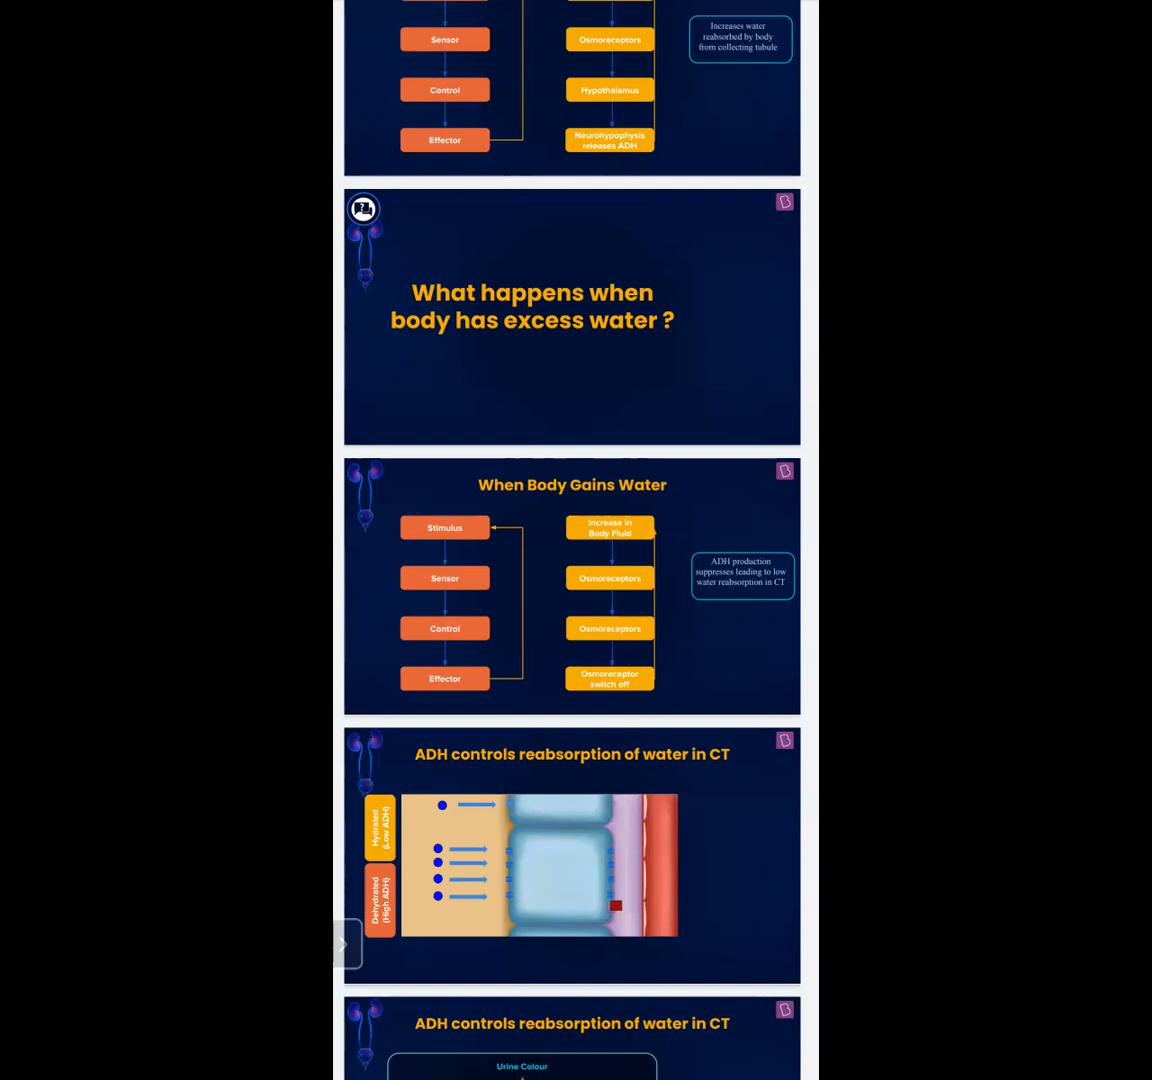 Sensor
Control
Effector
Osmoreceptors
Hypothalamus
Neurohypophysis
releases ADH
Increases water
reabsorbed by body
from collecting tubule
?
What happens when
body has excess water ?
When Body Gains Water
Stimulus
Sensor
Control
Effector
Increase in
Body Fluid
Osmoreceptors
Osmoreceptors
Osmoreceptor
switch off
ADH production
suppresses leading to low
water reabsorption in CT
ADH controls reabsorption of water in CT
Hydrated
(Low ADH)
Dehydrated
(High ADH)
ADH controls reabsorption of water in CT
Urine Colour